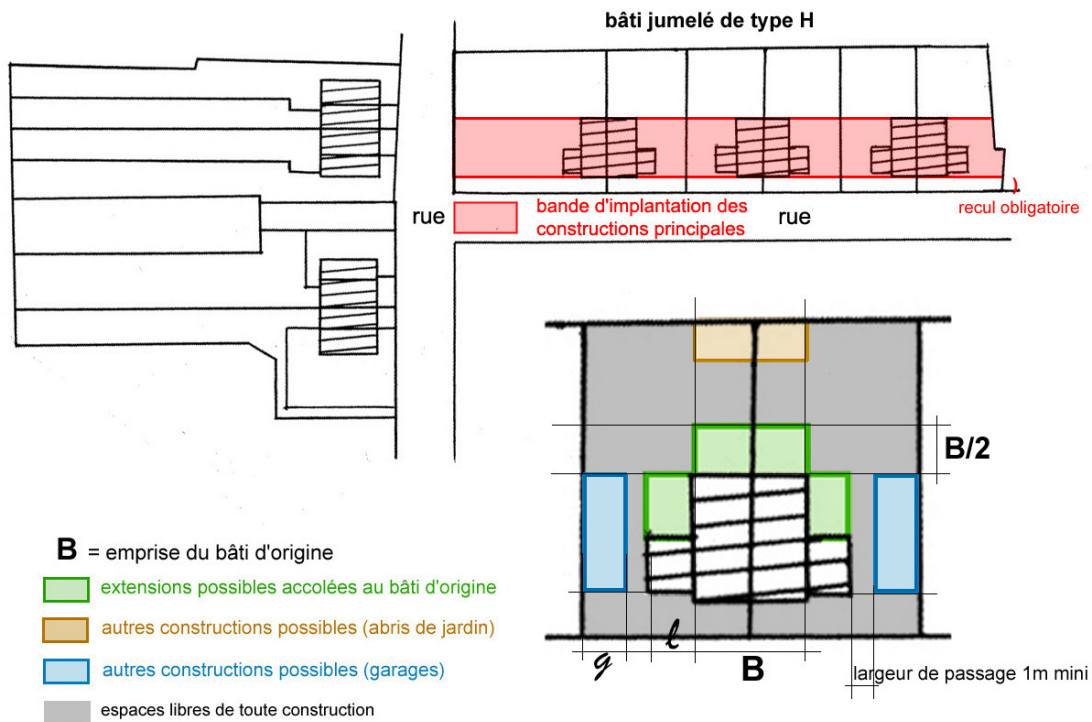 bâti jumelé de type H
rue
bande d'implantation des
constructions principales
rue
recul obligatoire
B/2
B = emprise du bâti d'origine
extensions possibles accolées au bâti d'origine
autres constructions possibles (abris de jardin)
autres constructions possibles (garages)
espaces libres de toute construction
g
l
B
largeur de passage 1m mini